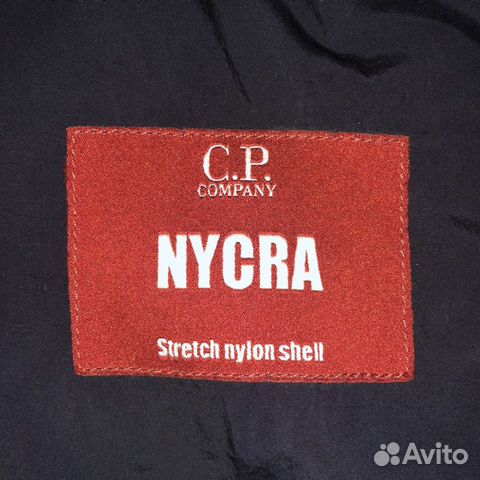 C.P.
COMPANY
NYCRA
Stretch nylon shell
Avito